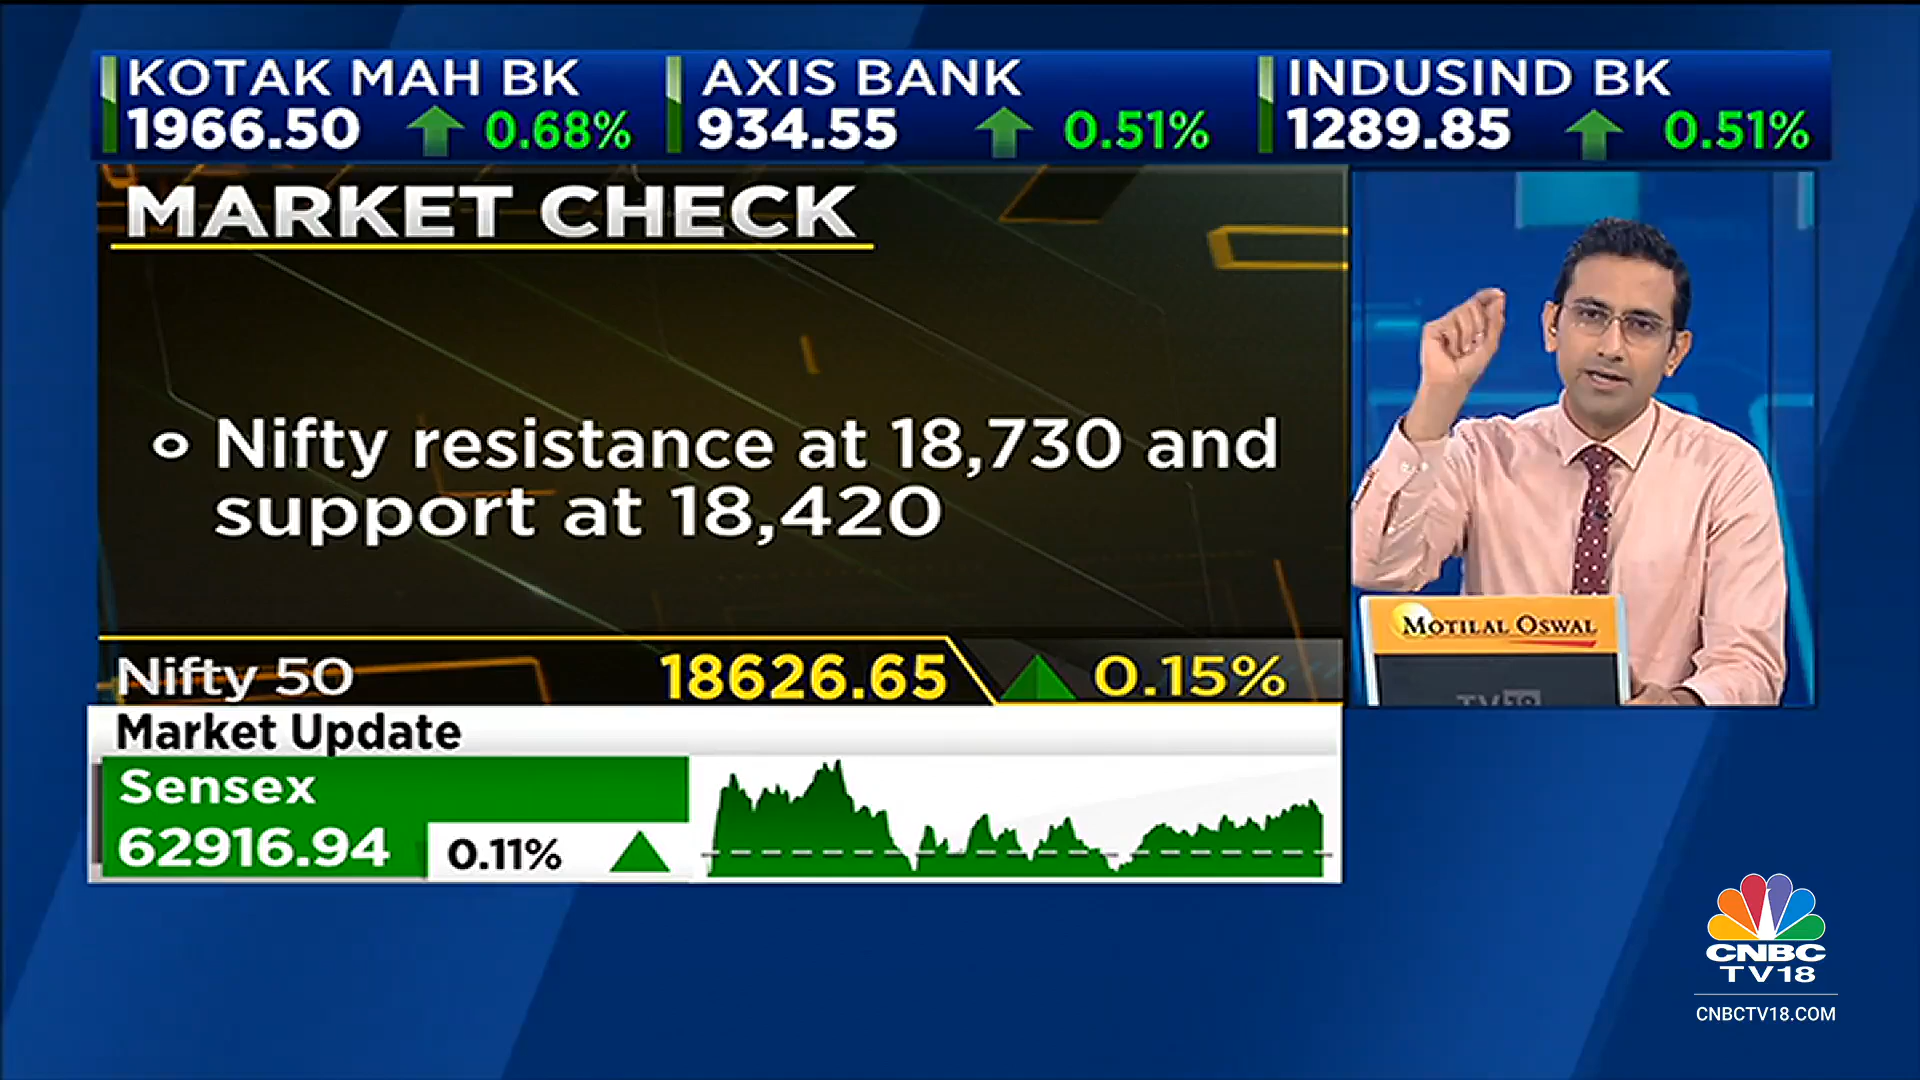 KOTAK MAH BK
1966.50 0.68%
AXIS BANK
934.55 0.51%
INDUSIND BK
1289.85 0.51%
MARKET CHECK
Nifty resistance at 18,730 and
support at 18,420
Nifty 50 18626.65 0.15%
Market Update
Sensex
62916.94 0.11%
MOTILAL OSWAL
TV18
CNBC
TV18
CNBCTV18.COM